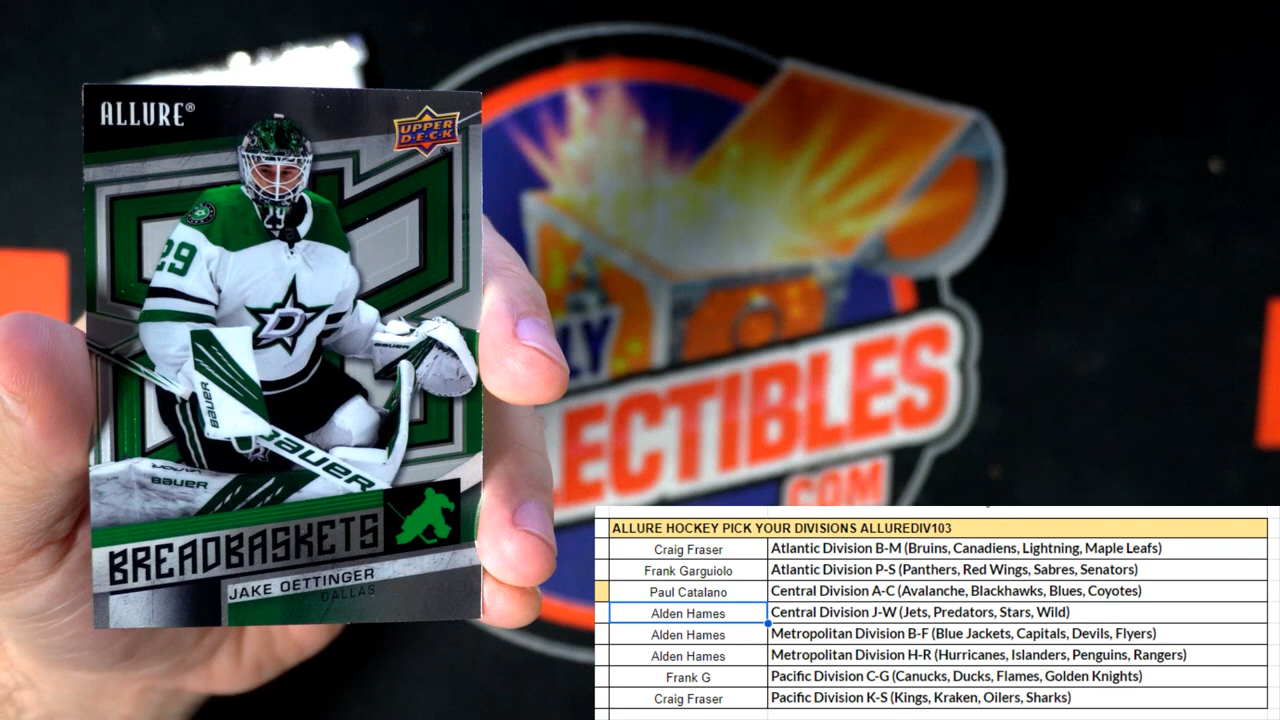 ALLURE®
UPPER
D·E·C·K
29
29
D
BAUER
BAUER
BAUER
BAUER
BREADBASKETS
JAKE OETTINGER
DALLAS
LY
ECTIBLES
.COM
ALLURE HOCKEY PICK YOUR DIVISIONS ALLUREDIV103
Craig Fraser Atlantic Division B-M (Bruins, Canadiens, Lightning, Maple Leafs)
Frank Garguiolo Atlantic Division P-S (Panthers, Red Wings, Sabres, Senators)
Paul Catalano Central Division A-C (Avalanche, Blackhawks, Blues, Coyotes)
Alden Hames Central Division J-W (Jets, Predators, Stars, Wild)
Alden Hames Metropolitan Division B-F (Blue Jackets, Capitals, Devils, Flyers)
Alden Hames Metropolitan Division H-R (Hurricanes, Islanders, Penguins, Rangers)
Frank G Pacific Division C-G (Canucks, Ducks, Flames, Golden Knights)
Craig Fraser Pacific Division K-S (Kings, Kraken, Oilers, Sharks)